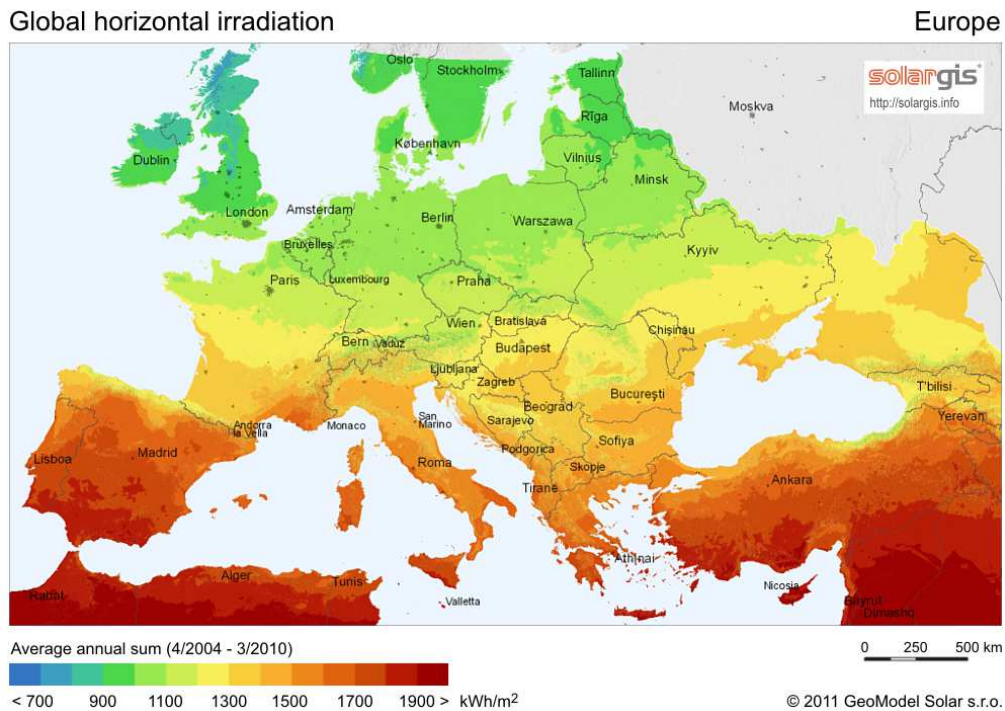 Global horizontal irradiation
Europe
solargis
http://solargis.info
Oslo
Stockholm
Tallinn
Moskva
Rīga
Dublin
København
Vilnius
Minsk
London
Amsterdam
Berlin
Warszawa
Bruxelles
Kyyiv
Paris
Luxembourg
Praha
Wien
Bratislava
Chişinău
Bern
Vaduz
Budapest
Ljubljana
Zagreb
T'bilisi
Bucureşti
Beograd
Yerevan
Andorra
la Vella
Monaco
San
Marino
Sarajevo
Sofiya
Podgorica
Lisboa
Madrid
Roma
Skopje
Ankara
Tiranë
Athínai
Alger
Tunis
Nicosia
Rabat
Valletta
Bayrut
Dimashq
Average annual sum (4/2004 - 3/2010)
0 250 500 km
< 700 900 1100 1300 1500 1700 1900 > kWh/m²
© 2011 GeoModel Solar s.r.o.